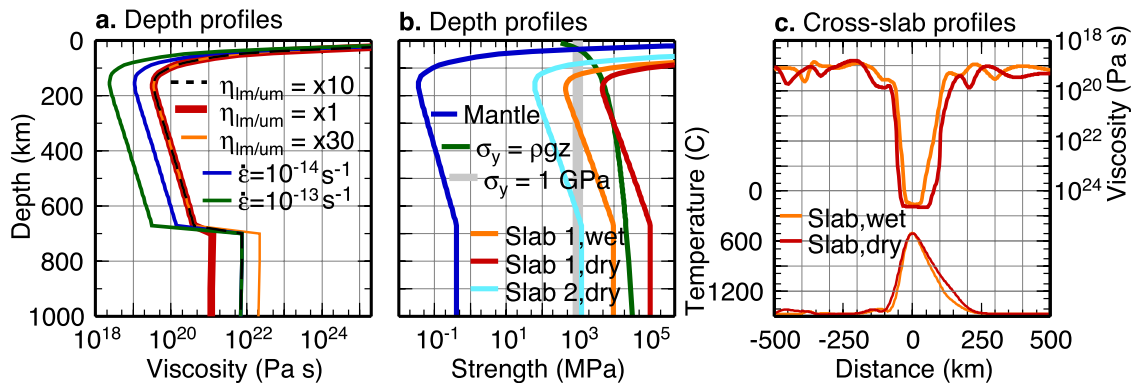 a. Depth profiles
0
200
400
600
800
1000
Depth (km)
10^18
10^20
10^22
10^24
Viscosity (Pa s)
η_lm/um = x10
η_lm/um = x1
η_lm/um = x30
ε̇=10^-14 s^-1
ε̇=10^-13 s^-1
b. Depth profiles
Mantle
σ_y = ρgz
σ_y = 1 GPa
Slab 1,wet
Slab 1,dry
Slab 2,dry
10^-1
10^1
10^3
10^5
Strength (MPa)
c. Cross-slab profiles
10^18
10^20
10^22
10^24
Viscosity (Pa s)
Temperature (C)
0
600
1200
Slab,wet
Slab,dry
-500
-250
0
250
500
Distance (km)